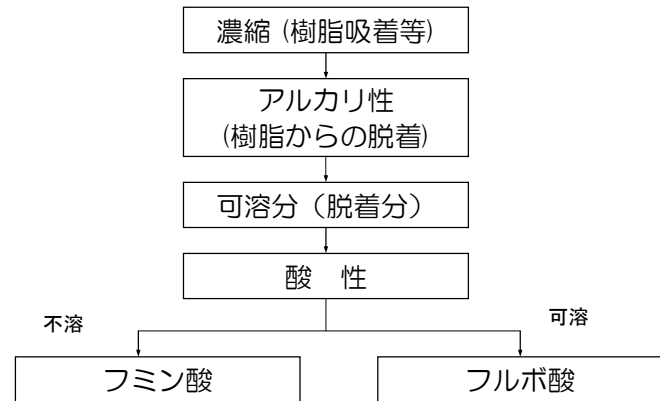 濃縮 (樹脂吸着等)
アルカリ性
(樹脂からの脱着)
可溶分（脱着分）
酸　性
不溶
可溶
フミン酸
フルボ酸